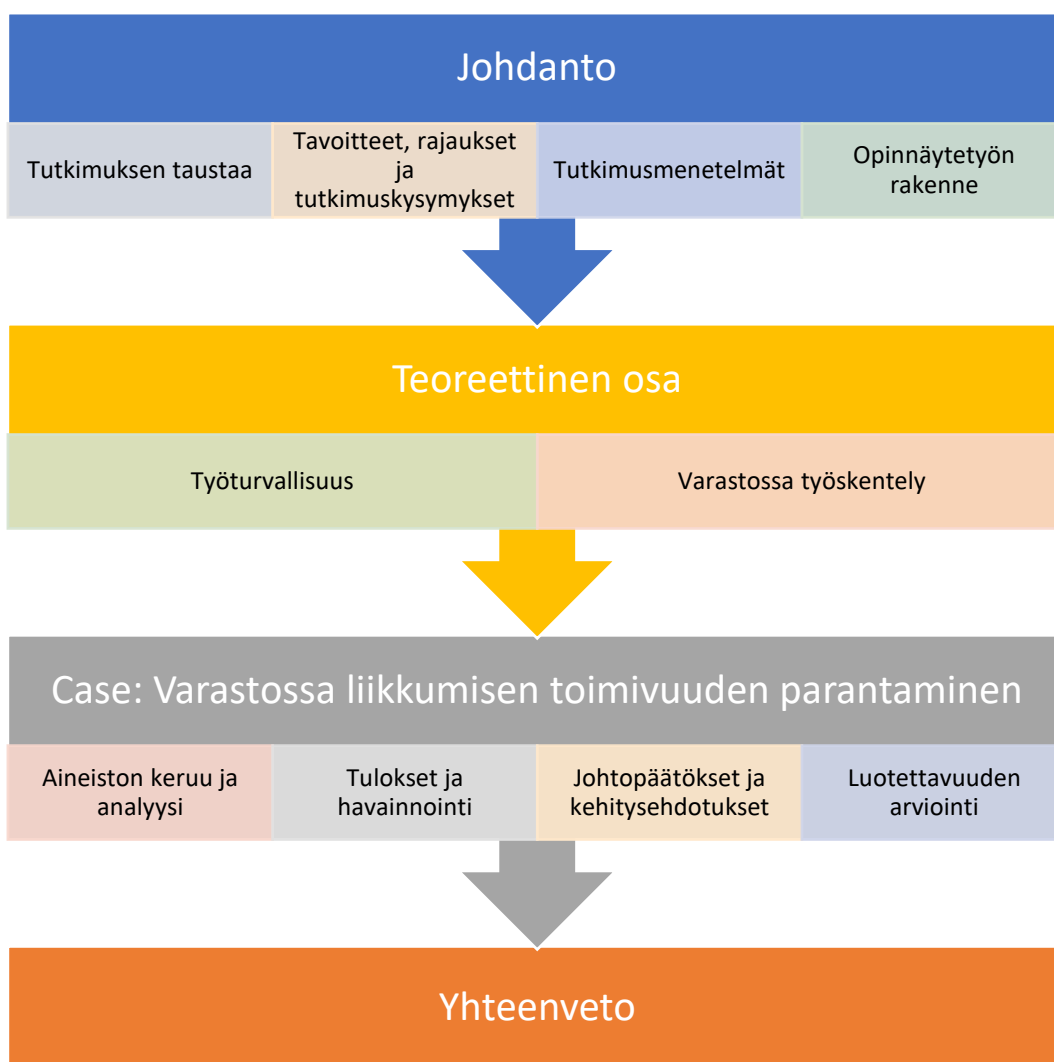 Johdanto
Tutkimuksen taustaa
Tavoitteet, rajaukset
ja
tutkimuskysymykset
Tutkimusmenetelmät
Opinnäytetyön
rakenne
Teoreettinen osa
Työturvallisuus
Varastossa työskentely
Case: Varastossa liikkumisen toimivuuden parantaminen
Aineiston keruu ja
analyysi
Tulokset ja
havainnointi
Johtopäätökset ja
kehitysehdotukset
Luotettavuuden
arviointi
Yhteenveto